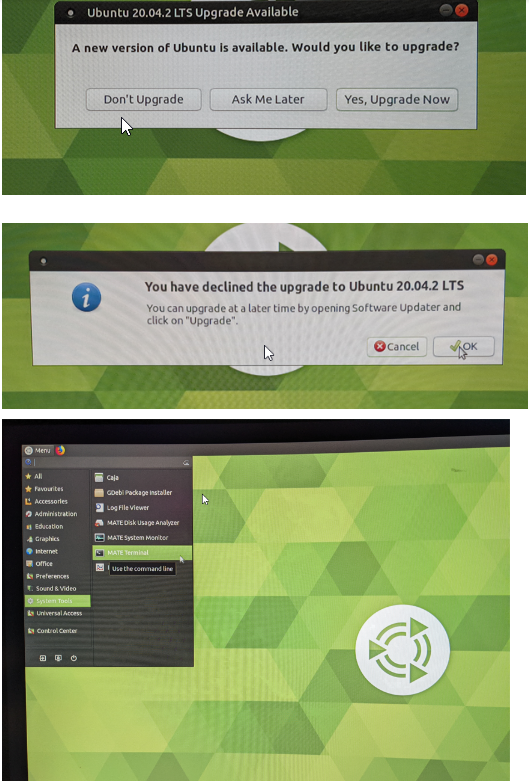 Ubuntu 20.04.2 LTS Upgrade Available
A new version of Ubuntu is available. Would you like to upgrade?
Don't Upgrade
Ask Me Later
Yes, Upgrade Now
You have declined the upgrade to Ubuntu 20.04.2 LTS
You can upgrade at a later time by opening Software Updater and
click on "Upgrade".
Cancel
OK
Menu
All
Favourites
Accessories
Administration
Education
Graphics
Internet
Office
Preferences
Sound & Video
System Tools
Universal Access
Control Center
Caja
GDebi Package Installer
Log File Viewer
MATE Disk Usage Analyzer
MATE System Monitor
MATE Terminal
Use the command line